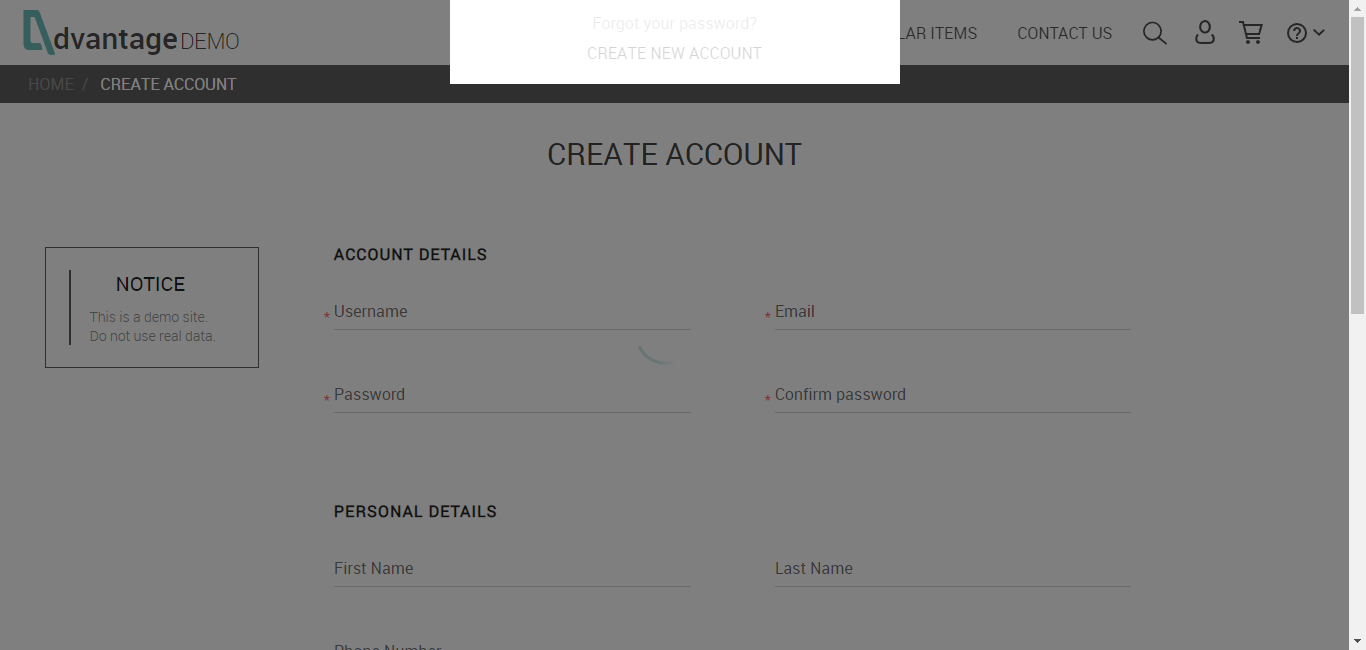 Advantage DEMO
Forgot your password?
CREATE NEW ACCOUNT
LAR ITEMS
CONTACT US
HOME / CREATE ACCOUNT
CREATE ACCOUNT
NOTICE
This is a demo site.
Do not use real data.
ACCOUNT DETAILS
* Username
* Email
* Password
* Confirm password
PERSONAL DETAILS
First Name
Last Name
Phone Number